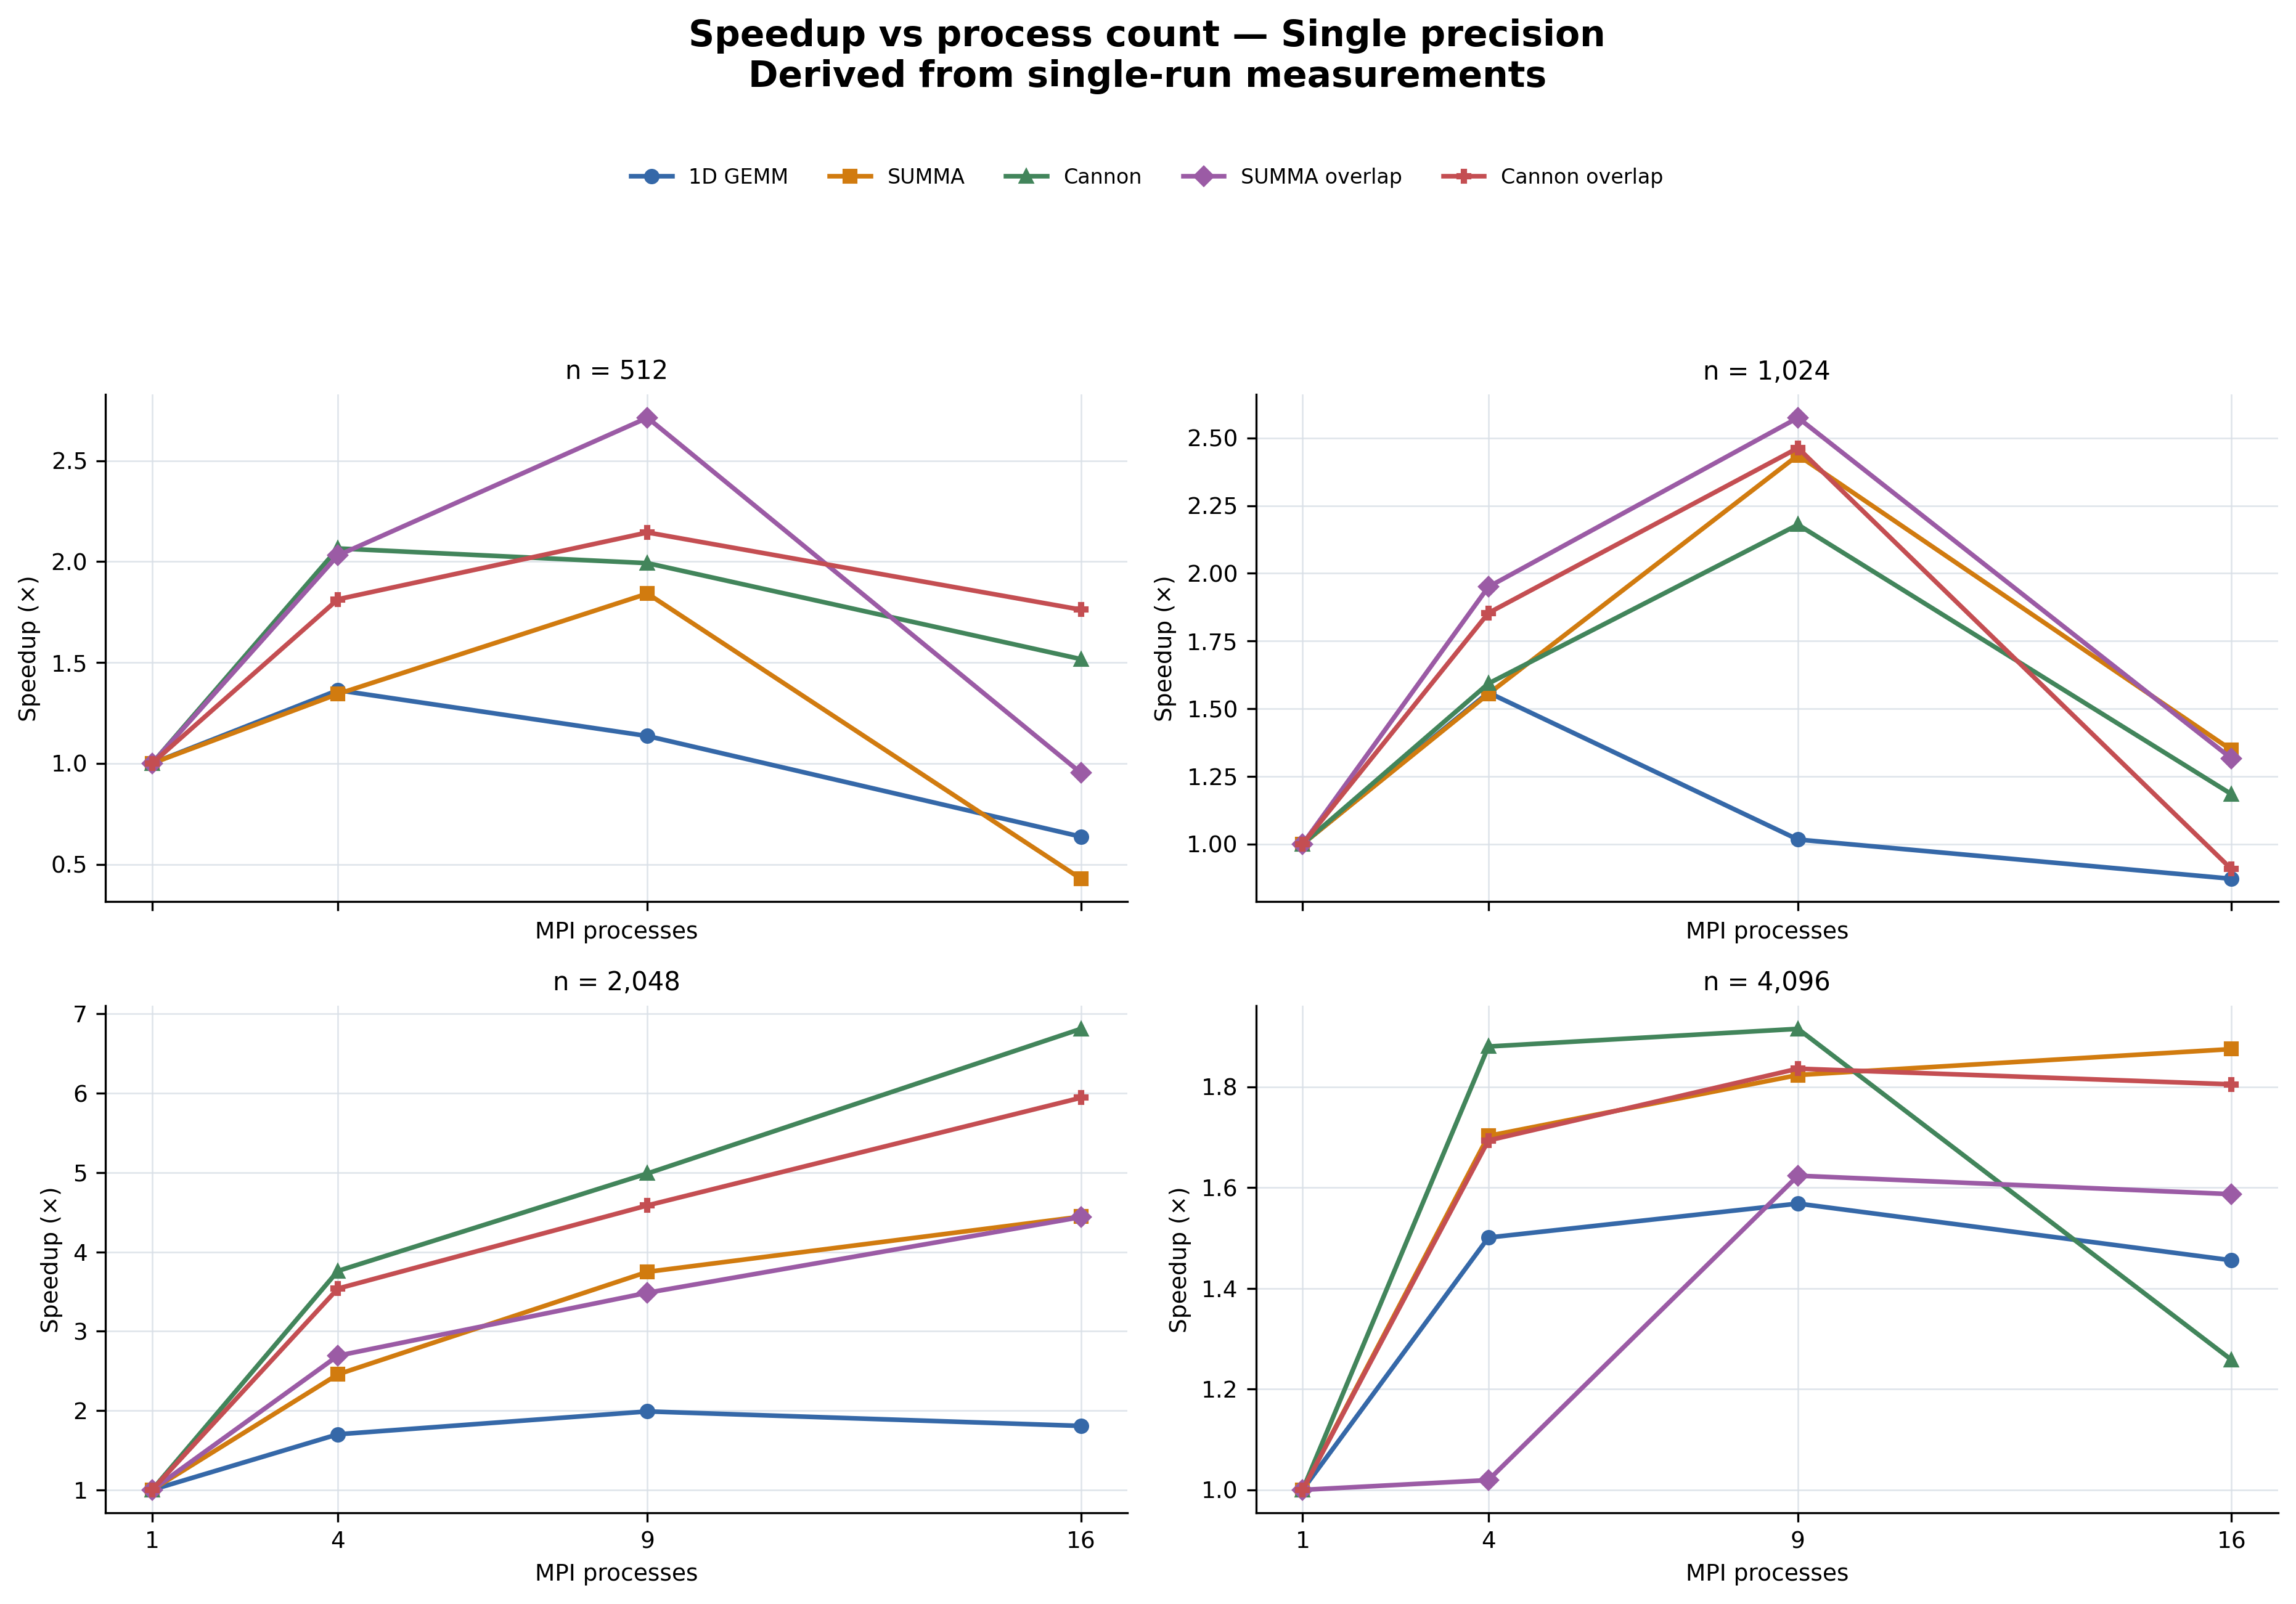 Speedup vs process count — Single precision
Derived from single-run measurements
1D GEMM SUMMA Cannon SUMMA overlap Cannon overlap
n = 512
2.5
2.0
1.5
1.0
0.5
Speedup (×)
MPI processes
n = 1,024
2.50
2.25
2.00
1.75
1.50
1.25
1.00
Speedup (×)
MPI processes
n = 2,048
7
6
5
4
3
2
1
Speedup (×)
1 4 9 16
MPI processes
n = 4,096
1.8
1.6
1.4
1.2
1.0
Speedup (×)
1 4 9 16
MPI processes